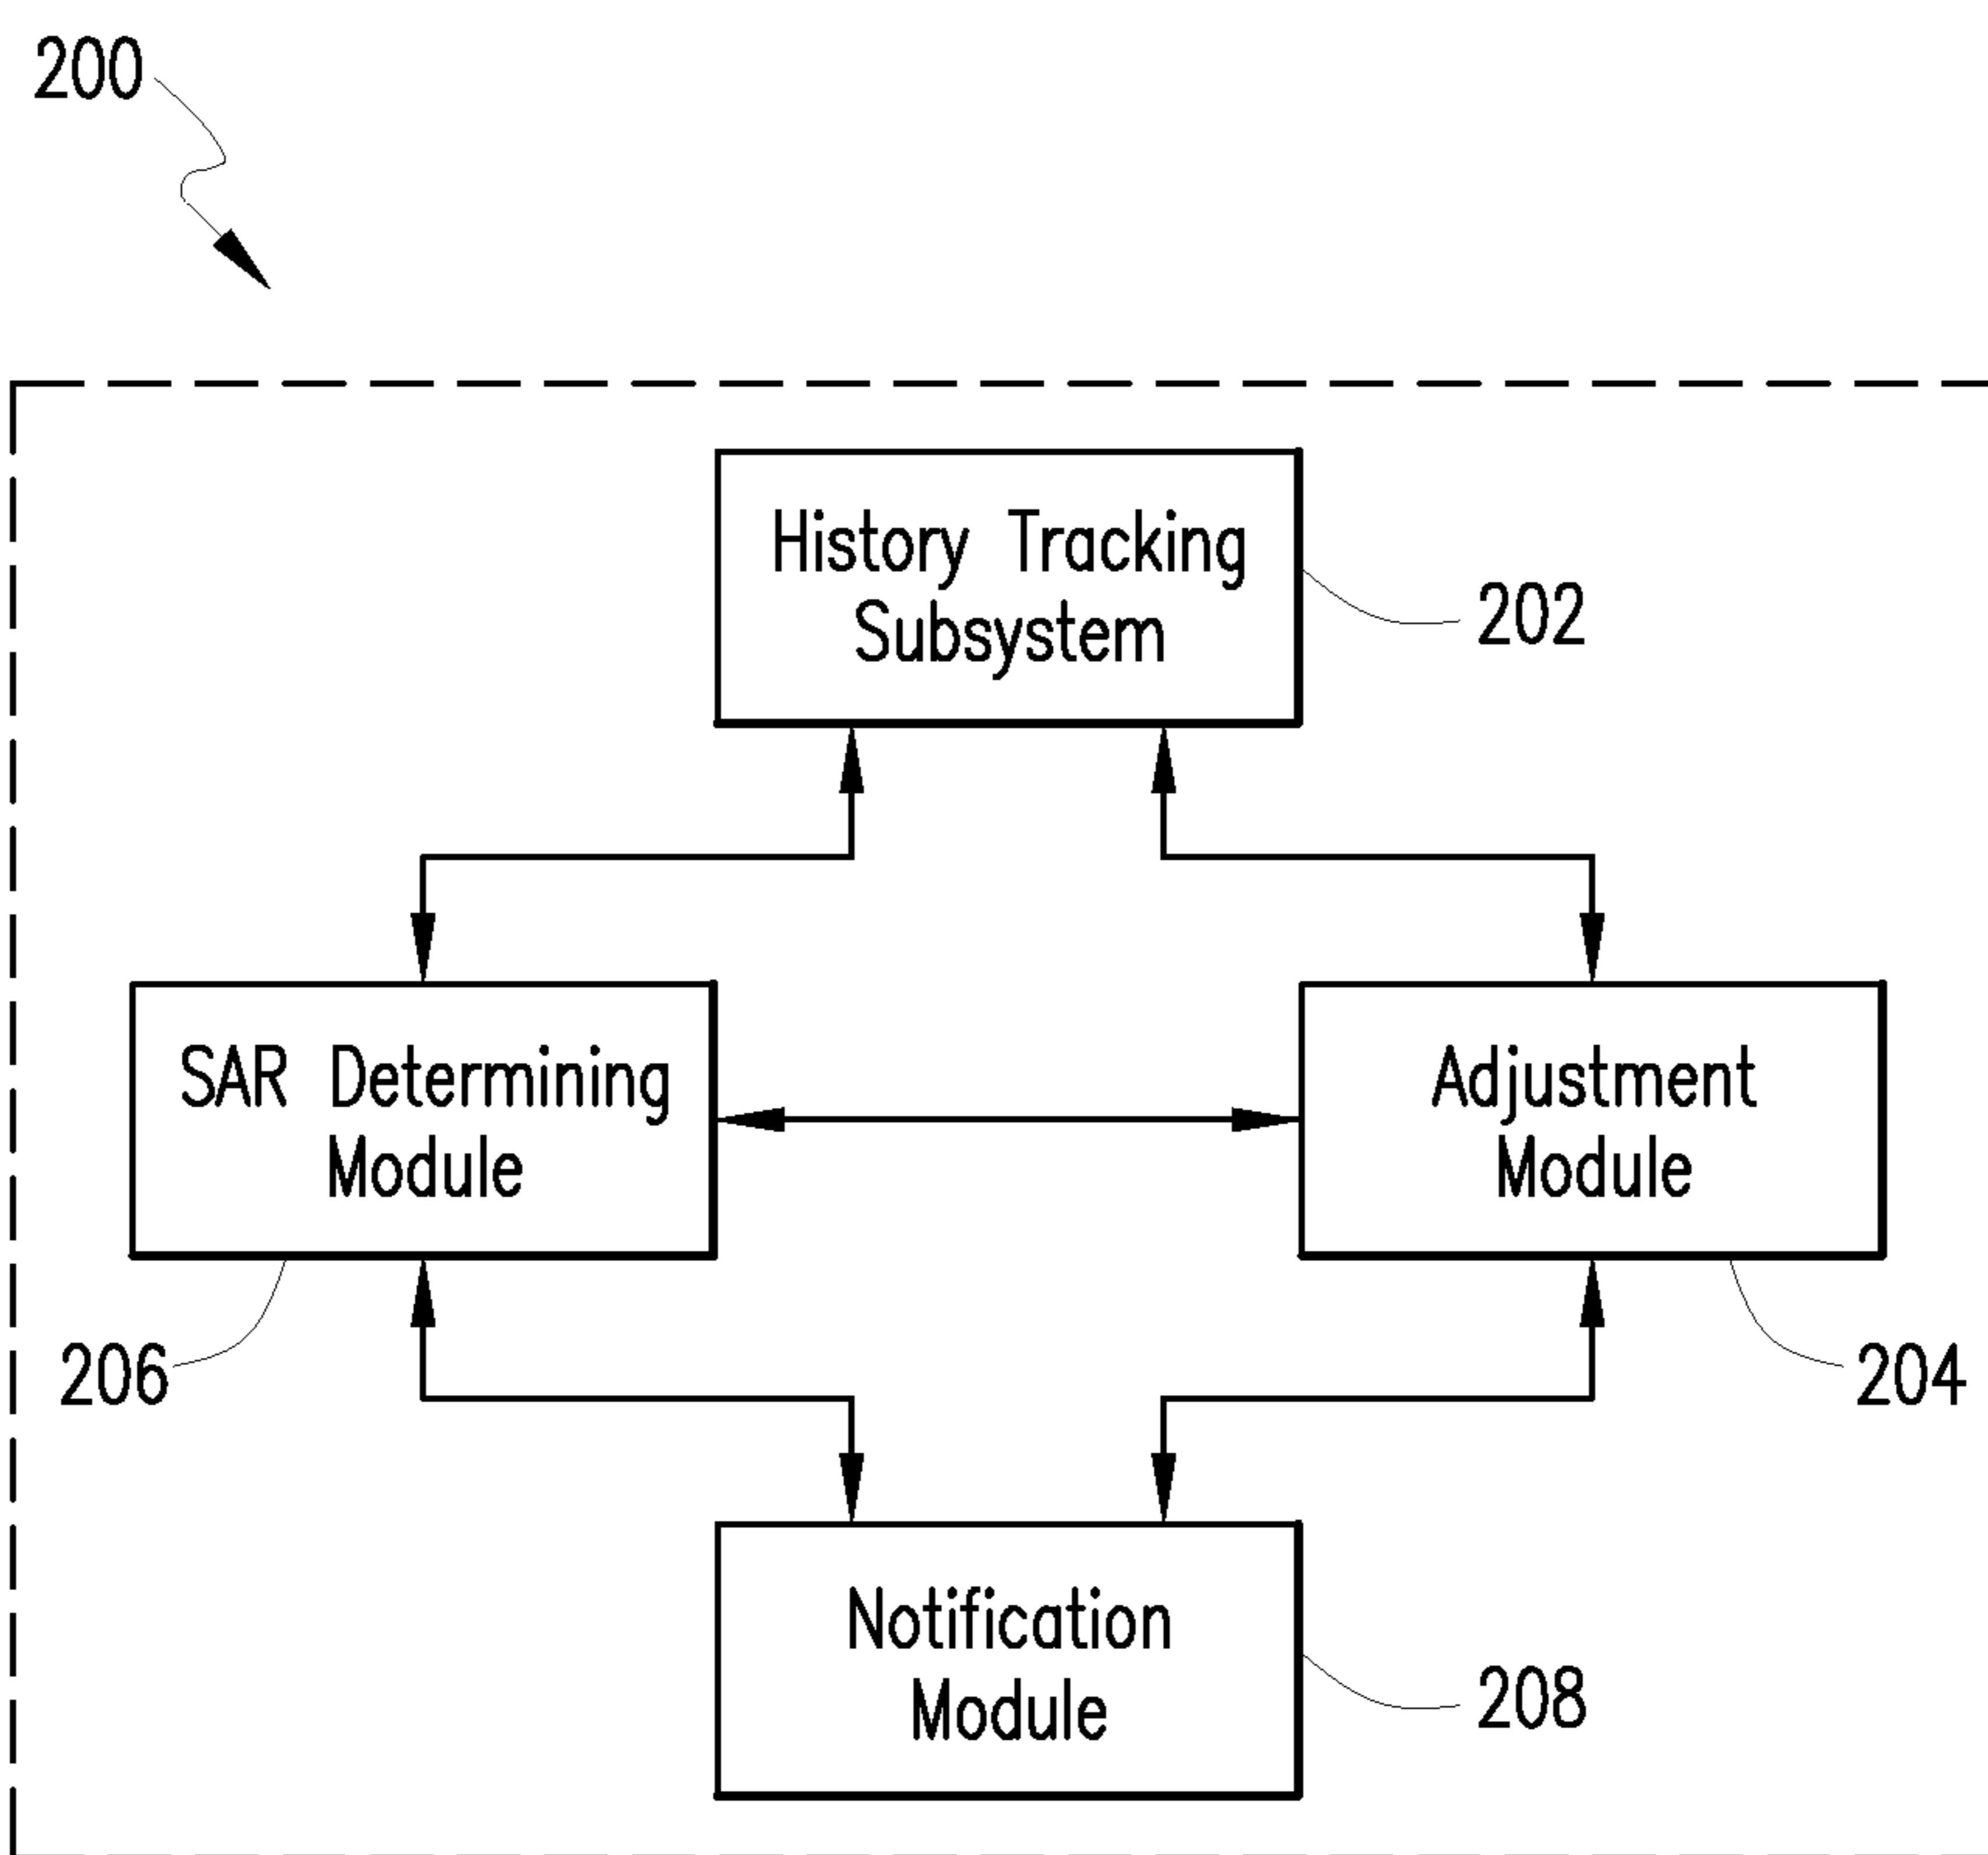 200
History Tracking
Subsystem
202
SAR Determining
Module
Adjustment
Module
206
204
Notification
Module
208